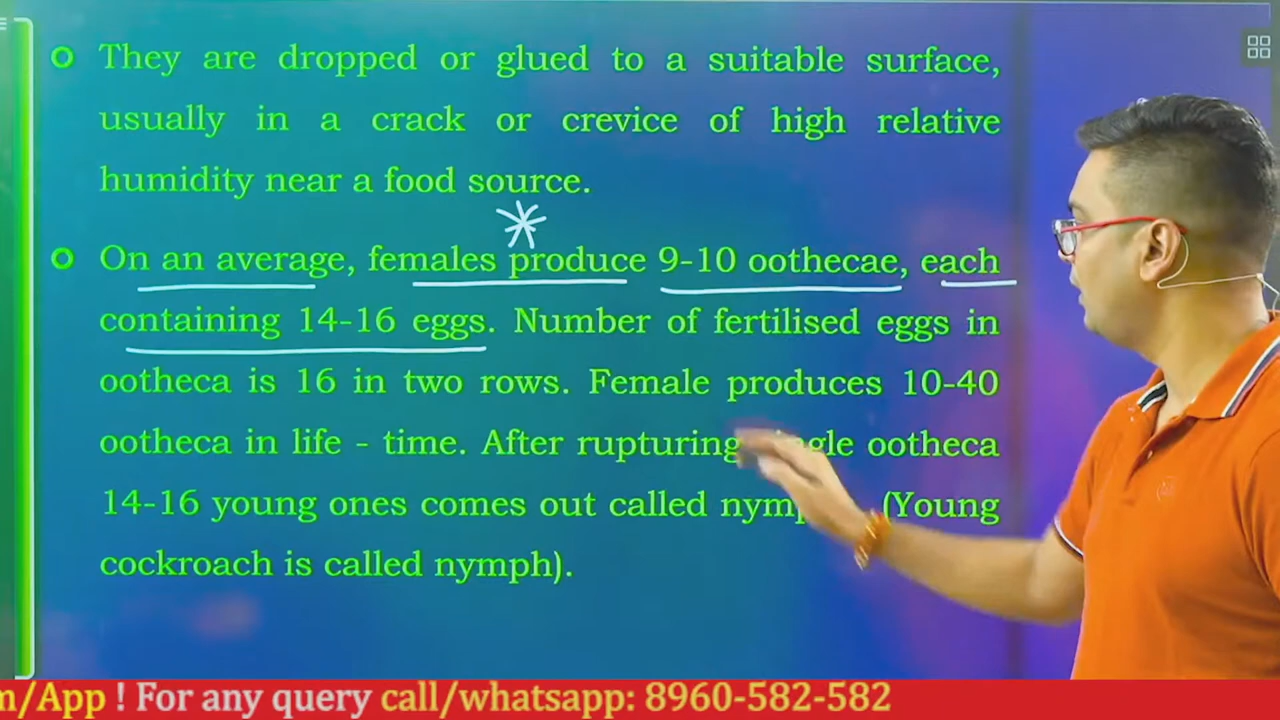 They are dropped or glued to a suitable surface,
usually in a crack or crevice of high relative
humidity near a food source.
On an average, females produce 9-10 oothecae, each
containing 14-16 eggs. Number of fertilised eggs in
ootheca is 16 in two rows. Female produces 10-40
ootheca in life - time. After rupturing ootheca
14-16 young ones comes out called (Young
cockroach is called nymph).
m/App ! For any query call/whatsapp: 8960-582-582